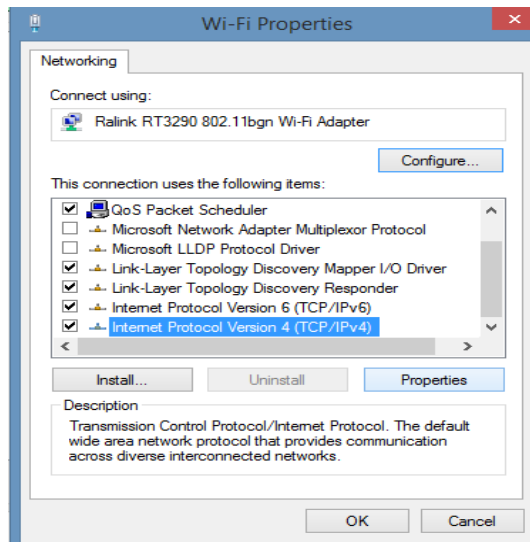 Wi-Fi Properties
Networking
Connect using:
Ralink RT3290 802.11bgn Wi-Fi Adapter
Configure...
This connection uses the following items:
QoS Packet Scheduler
Microsoft Network Adapter Multiplexor Protocol
Microsoft LLDP Protocol Driver
Link-Layer Topology Discovery Mapper I/O Driver
Link-Layer Topology Discovery Responder
Internet Protocol Version 6 (TCP/IPv6)
Internet Protocol Version 4 (TCP/IPv4)
Install... Uninstall Properties
Description
Transmission Control Protocol/Internet Protocol. The default
wide area network protocol that provides communication
across diverse interconnected networks.
OK Cancel